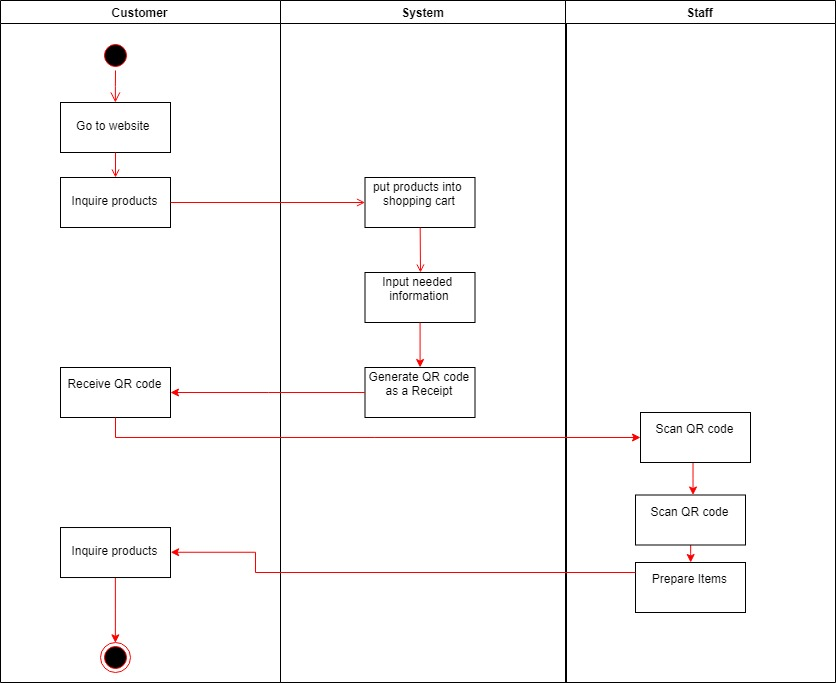 Customer
System
Staff
Go to website
Inquire products
put products into
shopping cart
Input needed
information
Generate QR code
as a Receipt
Receive QR code
Scan QR code
Scan QR code
Prepare Items
Inquire products